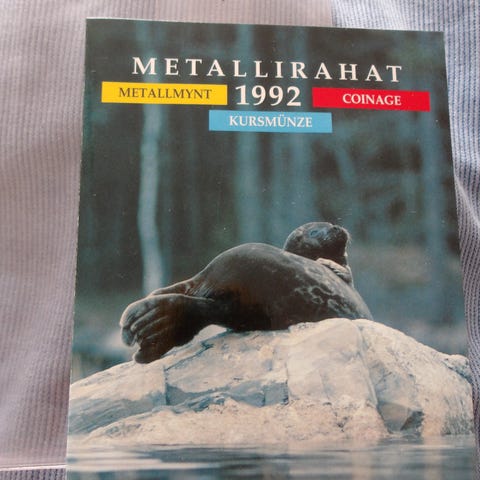 METALLIRAHAT
METALLMYNT 1992 COINAGE
KURSMÜNZE